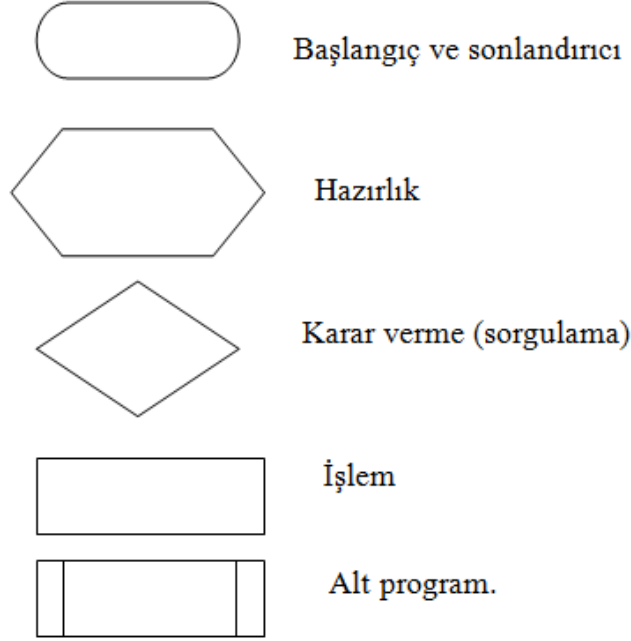 Başlangıç ve sonlandırıcı
Hazırlık
Karar verme (sorgulama)
İşlem
Alt program.